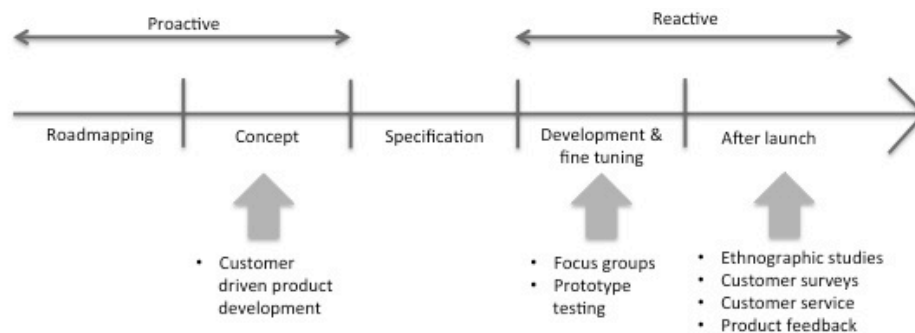 Proactive
Reactive
Roadmapping
Concept
Specification
Development &
fine tuning
After launch
• Customer
driven product
development
• Focus groups
• Prototype
testing
• Ethnographic studies
• Customer surveys
• Customer service
• Product feedback